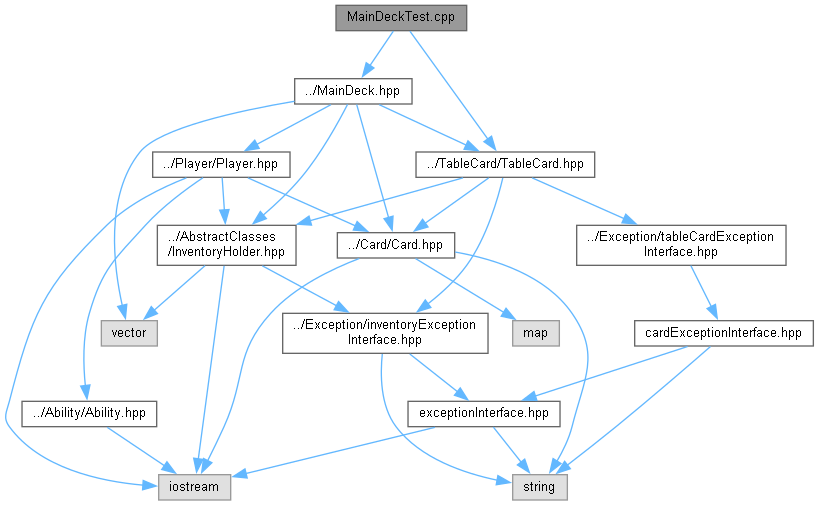 MainDeckTest.cpp
../MainDeck.hpp
../Player/Player.hpp
../TableCard/TableCard.hpp
../AbstractClasses
/InventoryHolder.hpp
../Card/Card.hpp
../Exception/tableCardException
Interface.hpp
vector
../Exception/inventoryException
Interface.hpp
map
cardExceptionInterface.hpp
../Ability/Ability.hpp
exceptionInterface.hpp
iostream
string